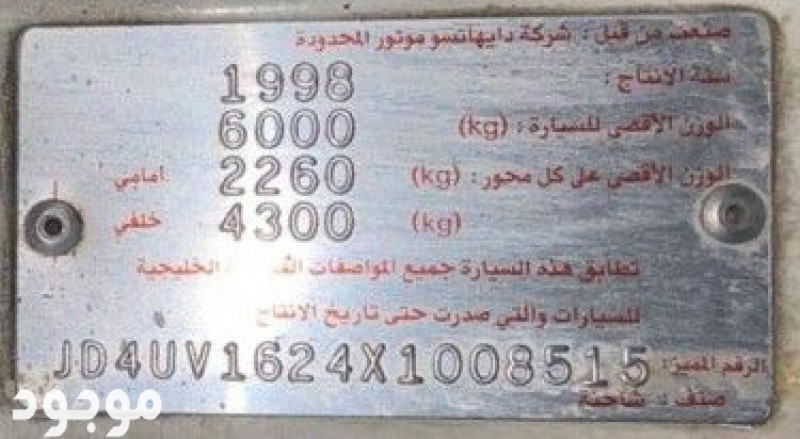 صنعت من قبل : شركة دايهاتسو موتور المحدودة
سنة الانتاج : 1998
الوزن الأقصى للسيارة : (kg) 6000
الوزن الأقصى على كل محور : (kg) 2260 أمامي
(kg) 4300 خلفي
تطابق هذه السيارة جميع المواصفات الخليجية
للسيارات والتي صدرت حتى تاريخ الانتاج
الرقم المميز: JD4UV1624X1008515
صنف : شاحنة
موجود